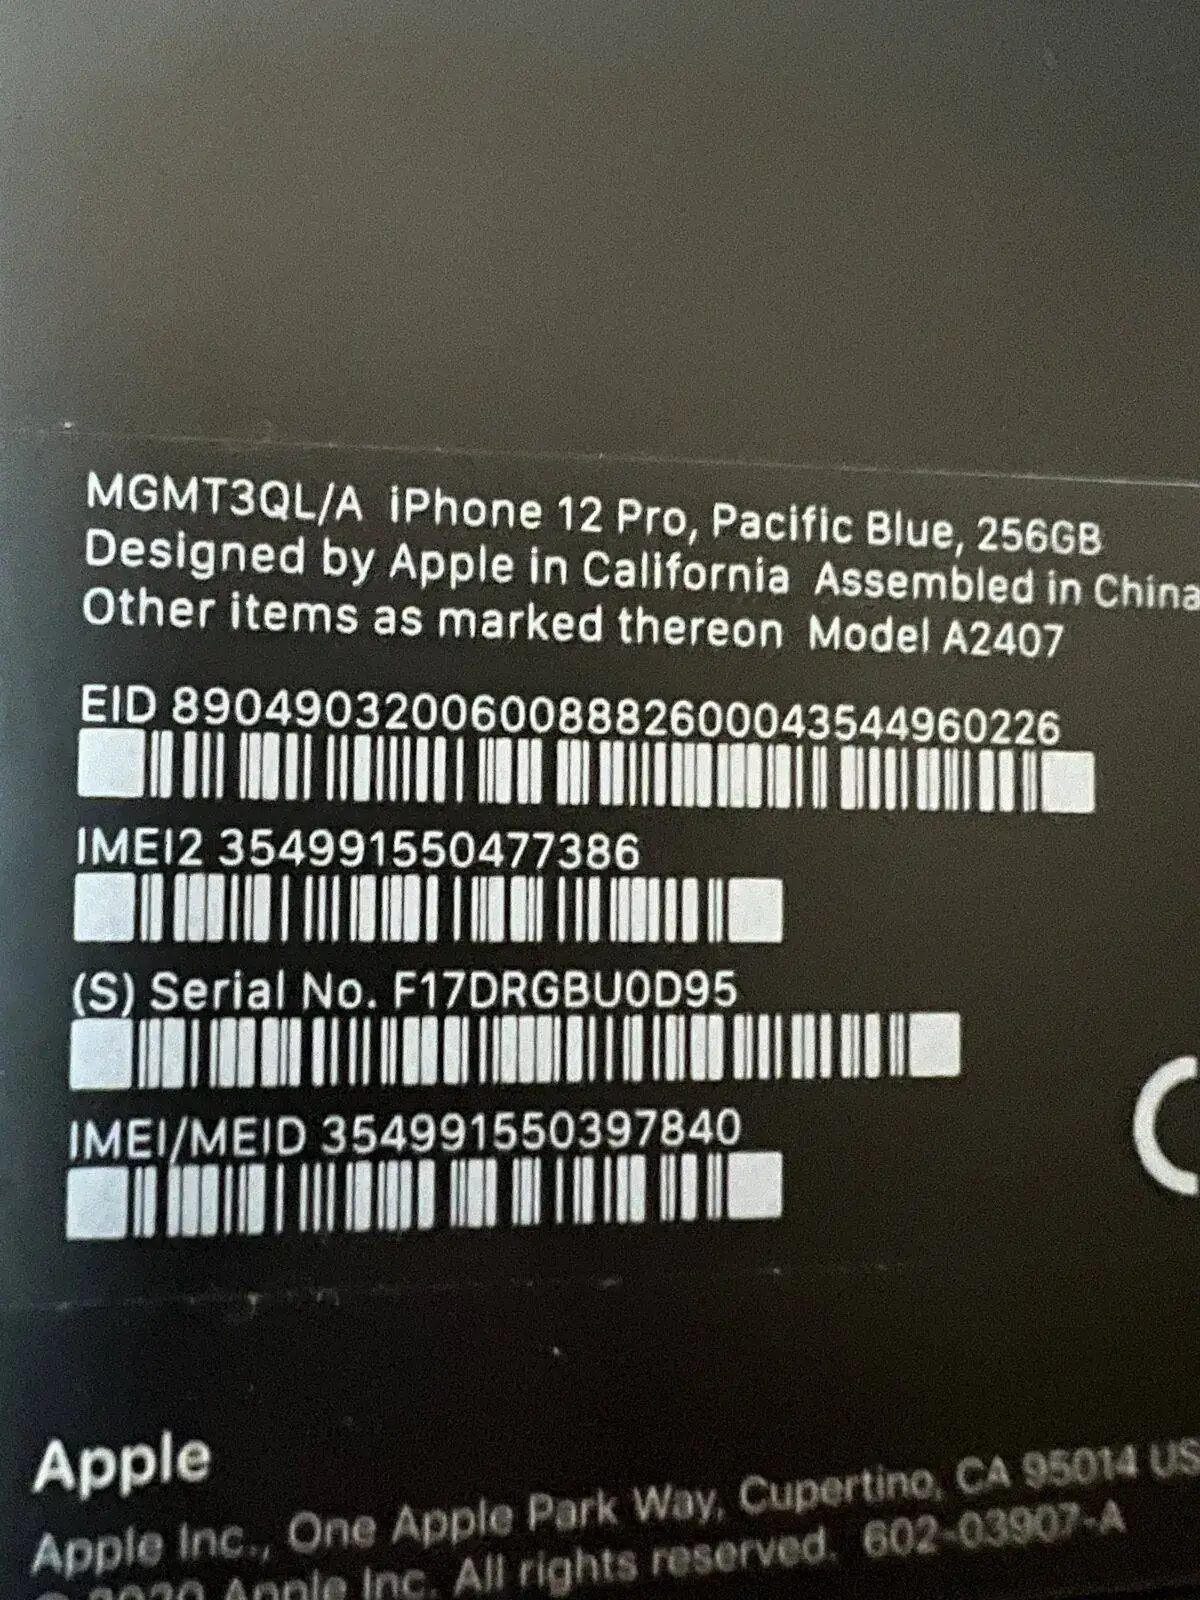 MGMT3QL/A iPhone 12 Pro, Pacific Blue, 256GB
Designed by Apple in California Assembled in China
Other items as marked thereon Model A2407
EID 89049032006008882600043544960226
IMEI2 354991550477386
(S) Serial No. F17DRGBU0D95
IMEI/MEID 354991550397840
Apple
Apple Inc., One Apple Park Way, Cupertino, CA 95014 US
© 2020 Apple Inc. All rights reserved. 602-03907-A